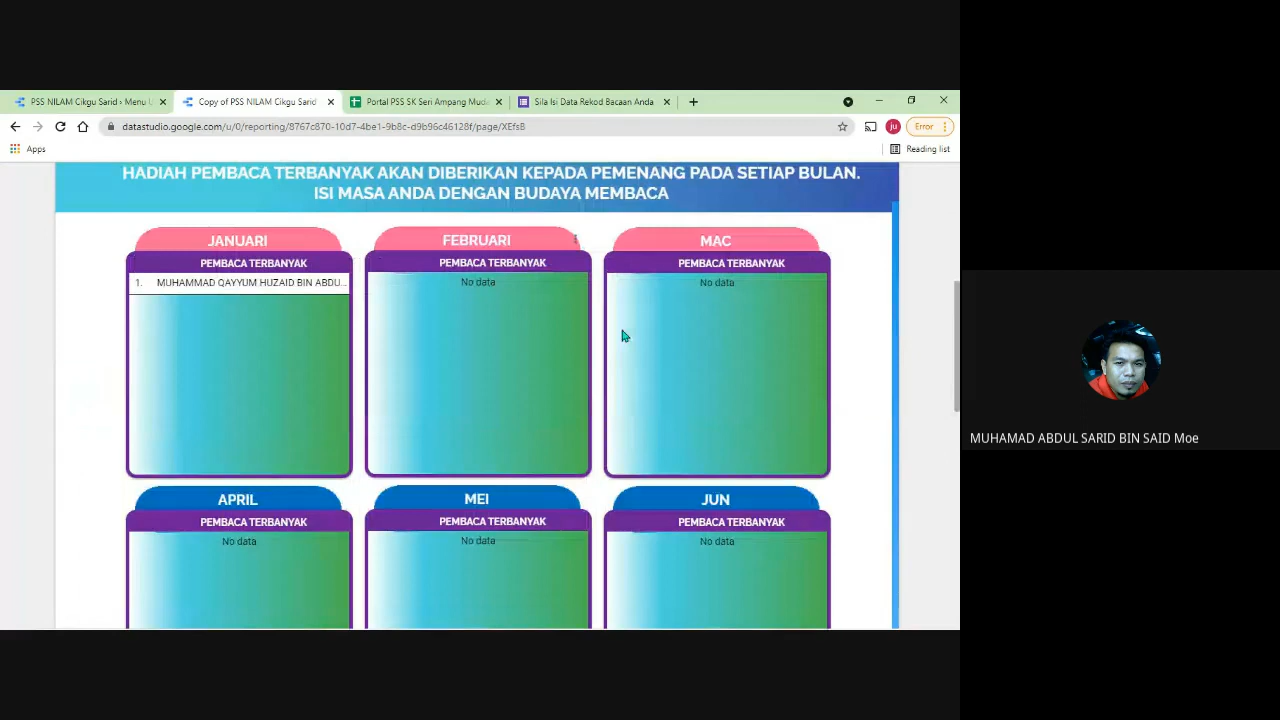 PSS NILAM Cikgu Sarid › Menu U
Copy of PSS NILAM Cikgu Sarid
Portal PSS SK Seri Ampang Muda
Sila Isi Data Rekod Bacaan Anda
datastudio.google.com/u/0/reporting/8767c870-10d7-4be1-9b8c-d9b96c46128f/page/XEfsB
ju
Error
Apps
Reading list
HADIAH PEMBACA TERBANYAK AKAN DIBERIKAN KEPADA PEMENANG PADA SETIAP BULAN.
ISI MASA ANDA DENGAN BUDAYA MEMBACA
JANUARI
PEMBACA TERBANYAK
1. MUHAMMAD QAYYUM HUZAID BIN ABDU...
FEBRUARI
PEMBACA TERBANYAK
No data
MAC
PEMBACA TERBANYAK
No data
APRIL
PEMBACA TERBANYAK
No data
MEI
PEMBACA TERBANYAK
No data
JUN
PEMBACA TERBANYAK
No data
MUHAMAD ABDUL SARID BIN SAID Moe